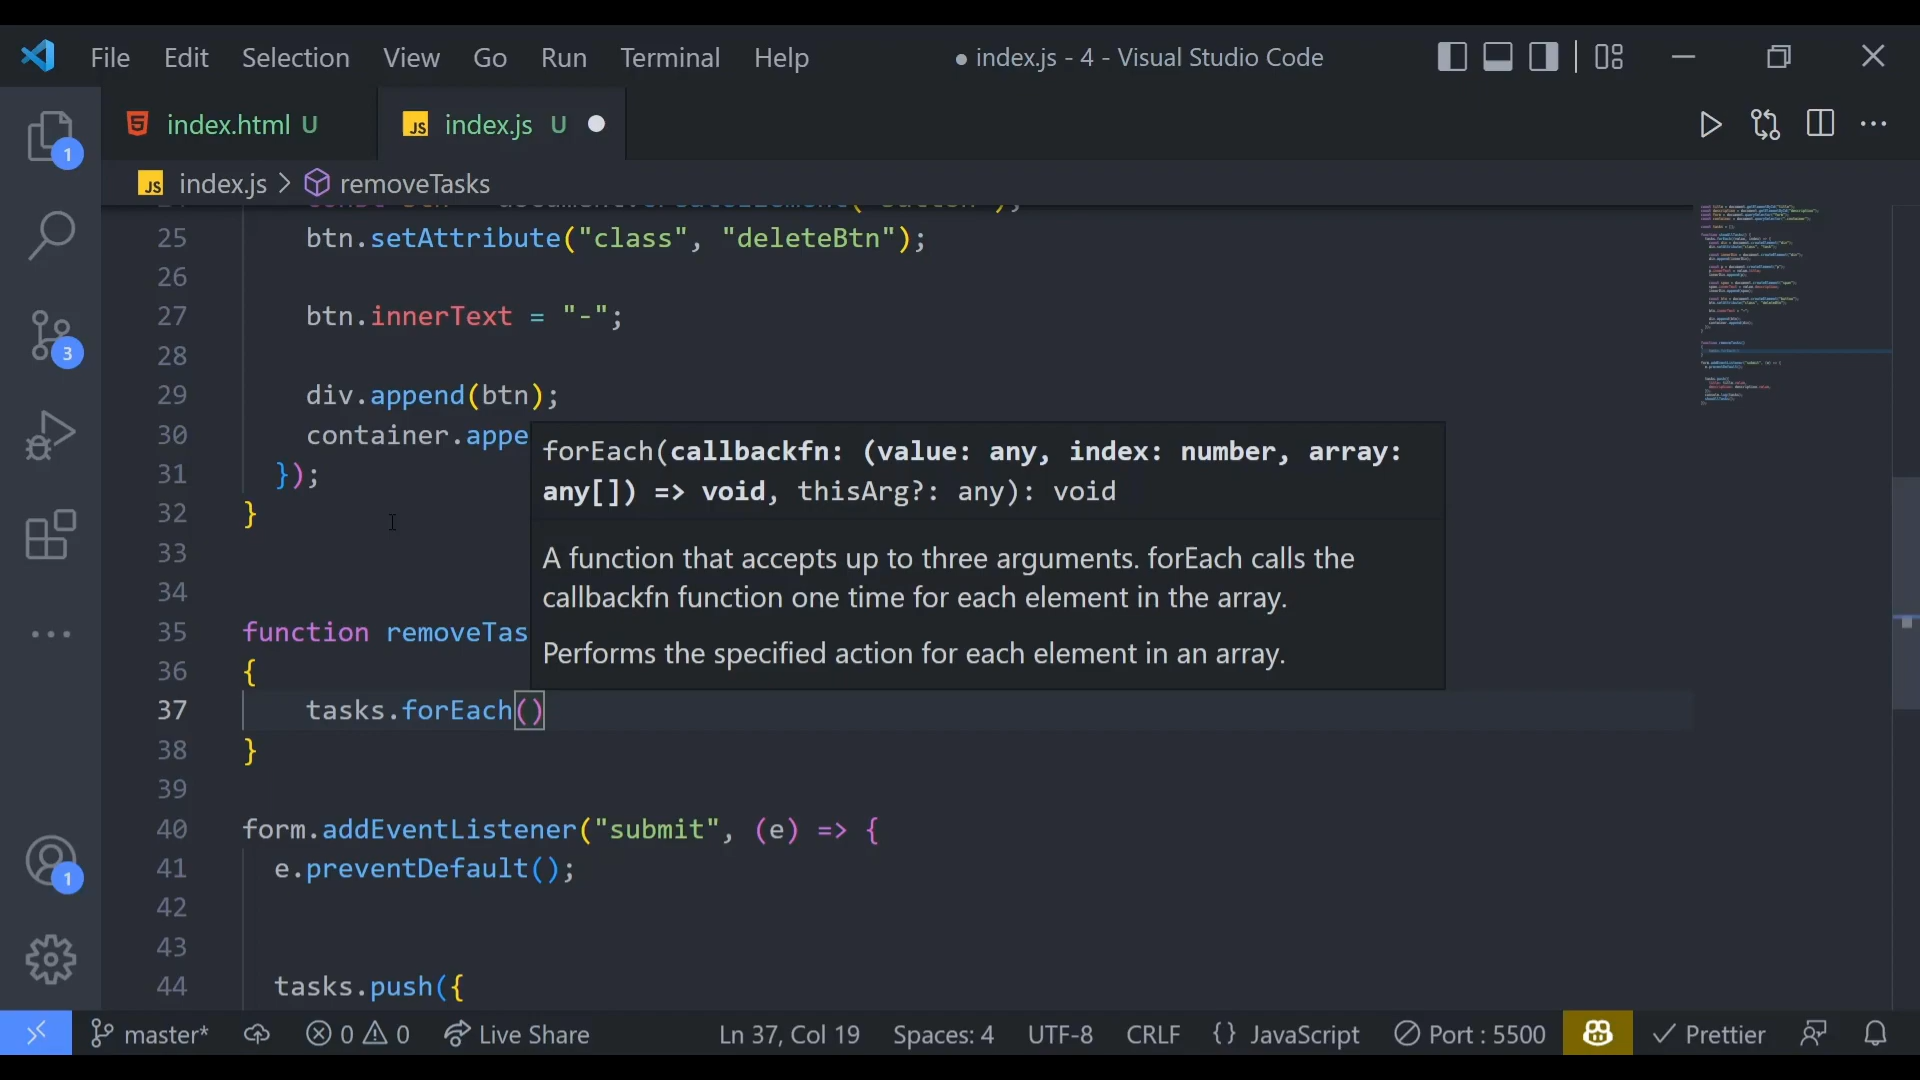 File Edit Selection View Go Run Terminal Help ● index.js - 4 - Visual Studio Code
index.html U JS index.js U
JS index.js > removeTasks
25 btn.setAttribute("class", "deleteBtn");
26
27 btn.innerText = "-";
28
29 div.append(btn);
30 container.appe
31 });
32 }
33
34
35 function removeTas
36 {
37 tasks.forEach()
38 }
39
40 form.addEventListener("submit", (e) => {
41 e.preventDefault();
42
43
44 tasks.push({
forEach(callbackfn: (value: any, index: number, array:
any[]) => void, thisArg?: any): void
A function that accepts up to three arguments. forEach calls the
callbackfn function one time for each element in the array.
Performs the specified action for each element in an array.
1
3
1
master* 0 0 Live Share Ln 37, Col 19 Spaces: 4 UTF-8 CRLF {} JavaScript Port : 5500 Prettier